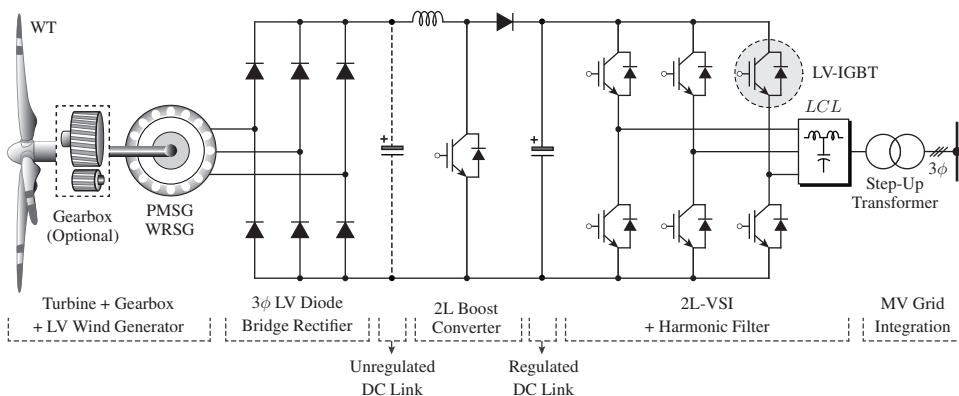 WT
LV-IGBT
LCL
+
+
3ϕ
Step-Up
Transformer
Gearbox
(Optional)
PMSG
WRSG
Turbine + Gearbox
+ LV Wind Generator
3ϕ LV Diode
Bridge Rectifier
2L Boost
Converter
2L-VSI
+ Harmonic Filter
MV Grid
Integration
Unregulated
DC Link
Regulated
DC Link